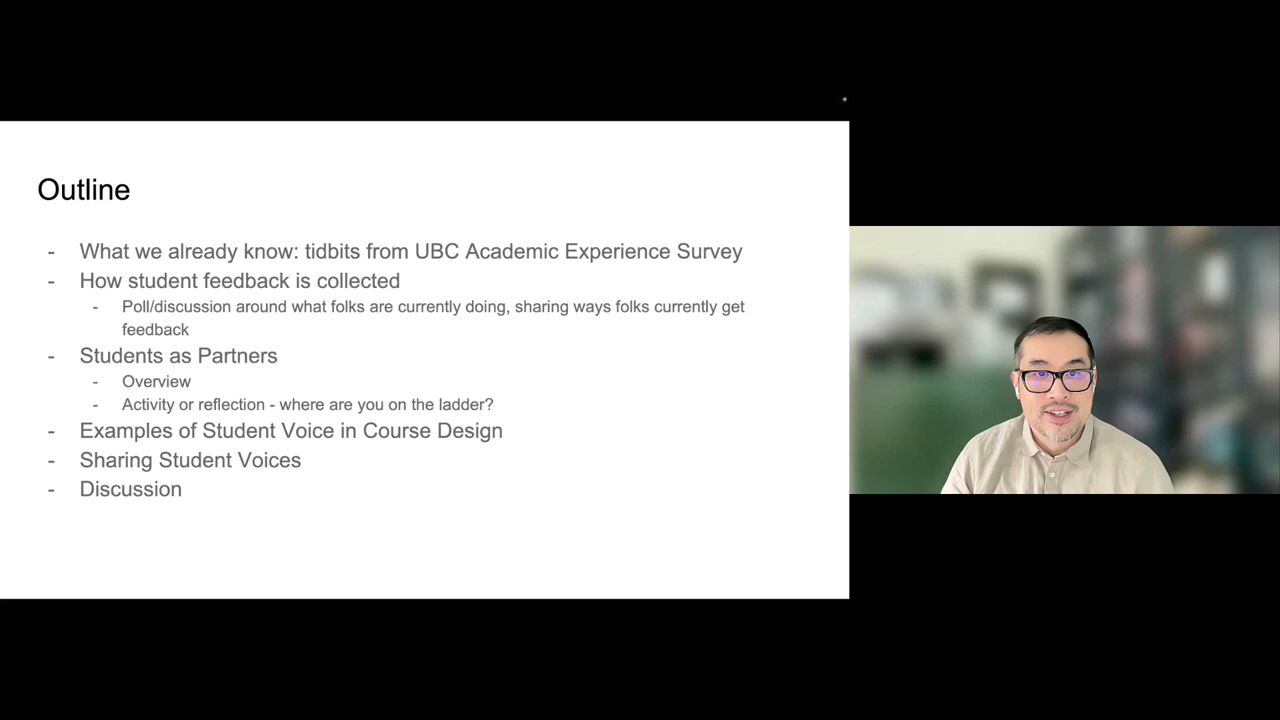 Outline
- What we already know: tidbits from UBC Academic Experience Survey
- How student feedback is collected
- Poll/discussion around what folks are currently doing, sharing ways folks currently get
feedback
- Students as Partners
- Overview
- Activity or reflection - where are you on the ladder?
- Examples of Student Voice in Course Design
- Sharing Student Voices
- Discussion